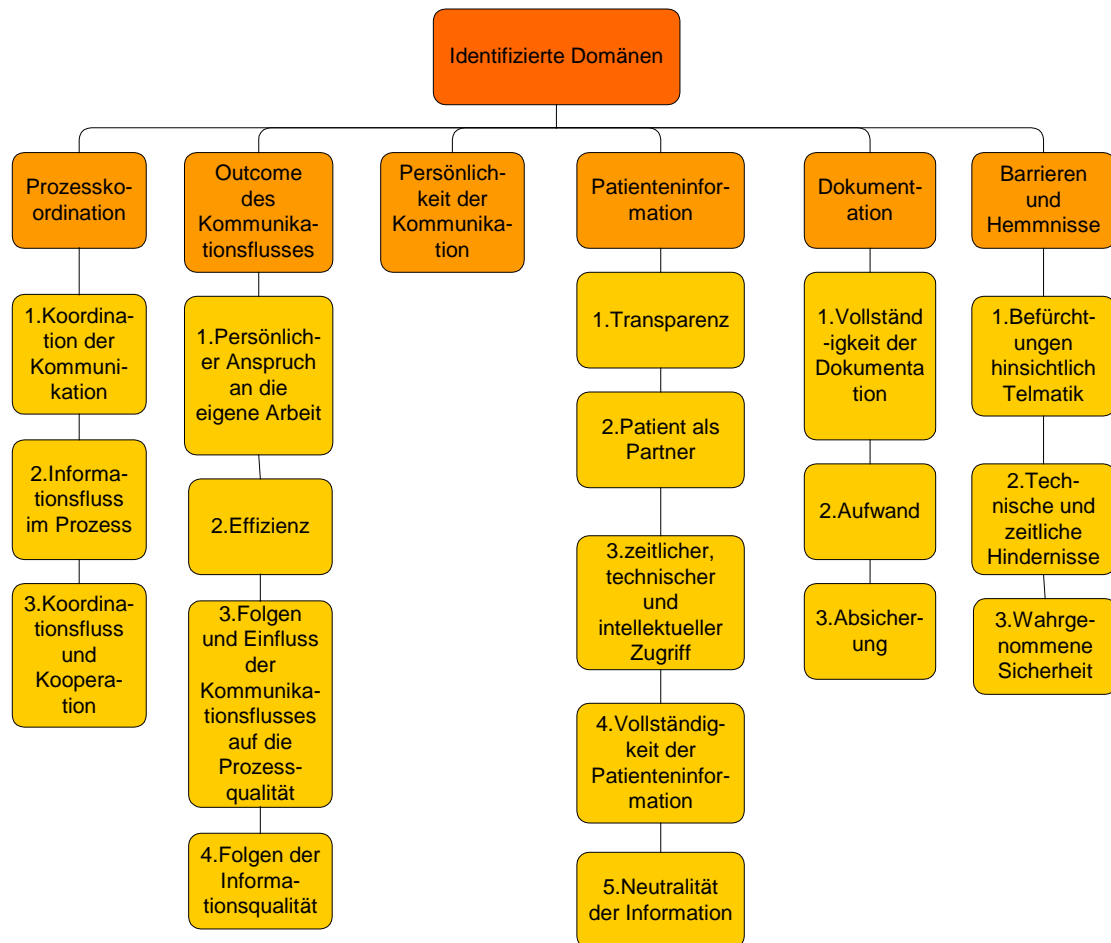 Identifizierte Domänen
Prozessko-
ordination
Outcome
des
Kommunika-
tionsflusses
Persönlich-
keit der
Kommunika-
tion
Patienteninfor-
mation
Dokument-
ation
Barrieren
und
Hemmnisse
1.Koordina-
tion der
Kommuni-
kation
2.Informa-
tionsfluss
im Prozess
3.Koordina-
tionsfluss
und
Koopera-
tion
1.Persönlich-
er Anspruch
an die
eigene Arbeit
2.Effizienz
3.Folgen
und Einfluss
der
Kommunika-
tionsflusses
auf die
Prozess-
qualität
4.Folgen der
Informa-
tionsqualität
1.Transparenz
2.Patient als
Partner
3.zeitlicher,
technischer
und
intellektueller
Zugriff
4.Vollständig-
keit der
Patienteninfor-
mation
5.Neutralität
der Information
1.Vollständ
-igkeit der
Dokumenta
tion
2.Aufwand
3.Absicher-
ung
1.Befürcht-
ungen
hinsichtlich
Telmatik
2.Tech-
nische und
zeitliche
Hindernisse
3.Wahrge-
nommene
Sicherheit